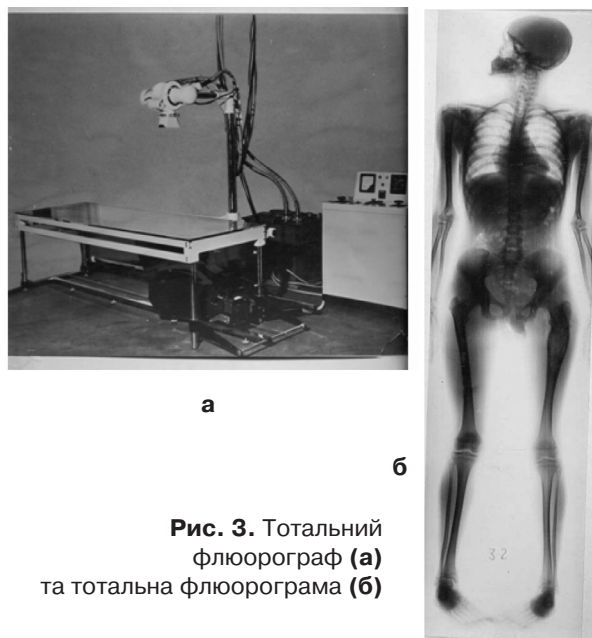 а
б
Рис. 3. Тотальний
флюорограф (а)
та тотальна флюорограма (б)
32